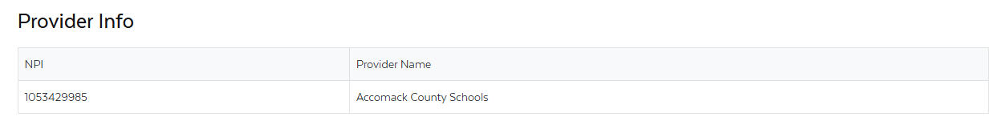 Provider Info
NPI Provider Name
1053429985 Accomack County Schools